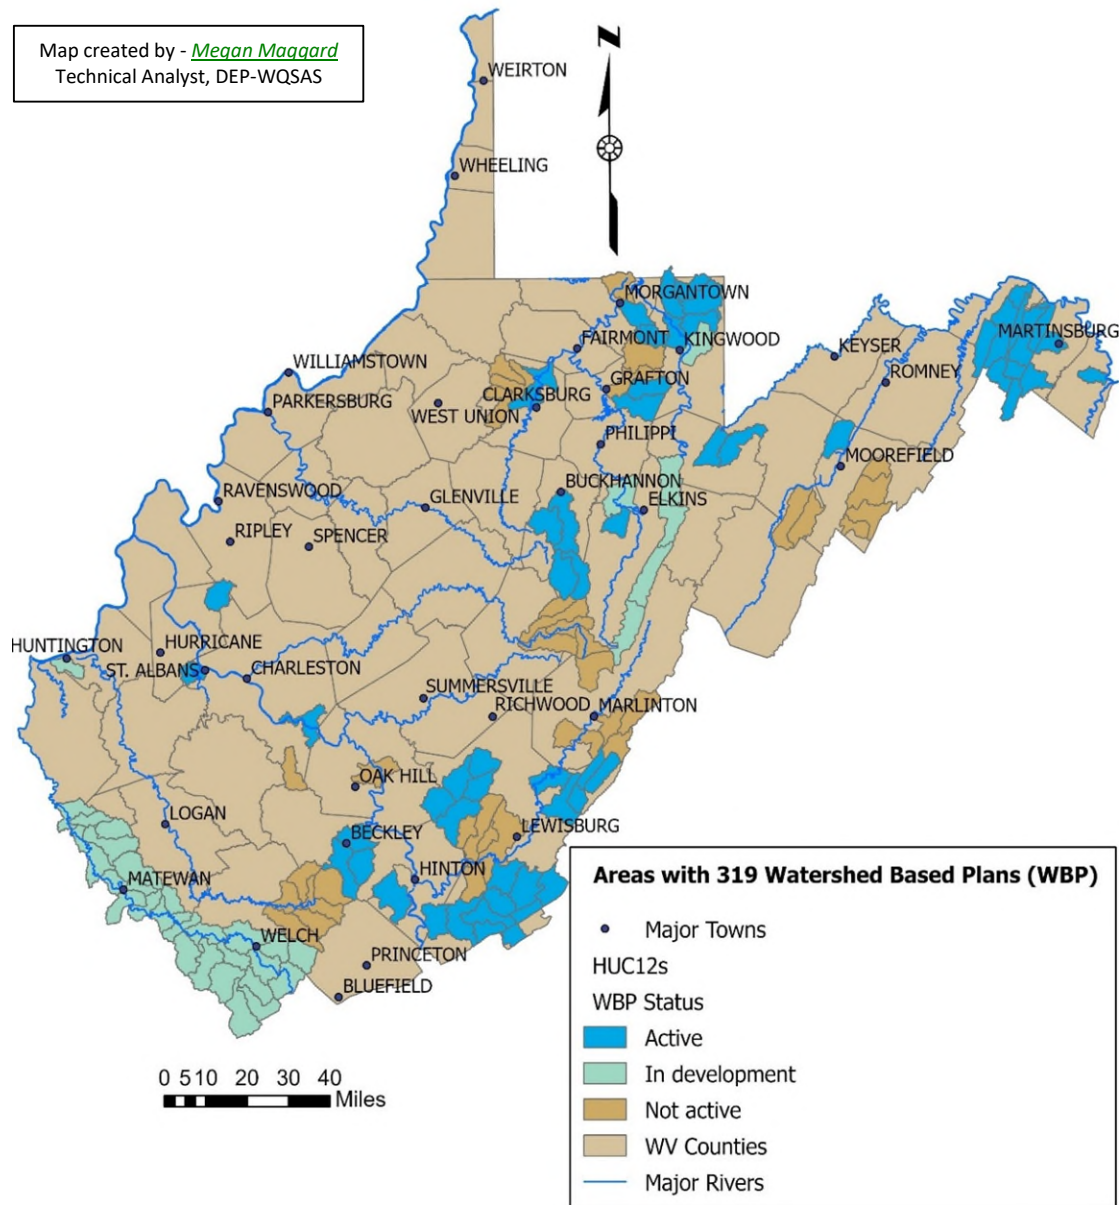 Map created by - Megan Maggard
Technical Analyst, DEP-WQSAS
N
WEIRTON
WHEELING
MORGANTOWN
FAIRMONT
KINGWOOD
MARTINSBURG
KEYSER
WILLIAMSTOWN
ROMNEY
GRAFTON
CLARKSBURG
PARKERSBURG
WEST UNION
PHILIPPI
MOOREFIELD
BUCKHANNON
RAVENSWOOD
GLENVILLE
ELKINS
RIPLEY
SPENCER
HUNTINGTON
HURRICANE
ST. ALBANS
CHARLESTON
SUMMERSVILLE
RICHWOOD
MARLINTON
OAK HILL
LOGAN
BECKLEY
LEWISBURG
HINTON
MATEWAN
WELCH
PRINCETON
BLUEFIELD
0 5 10 20 30 40
Miles
Areas with 319 Watershed Based Plans (WBP)
Major Towns
HUC12s
WBP Status
Active
In development
Not active
WV Counties
Major Rivers